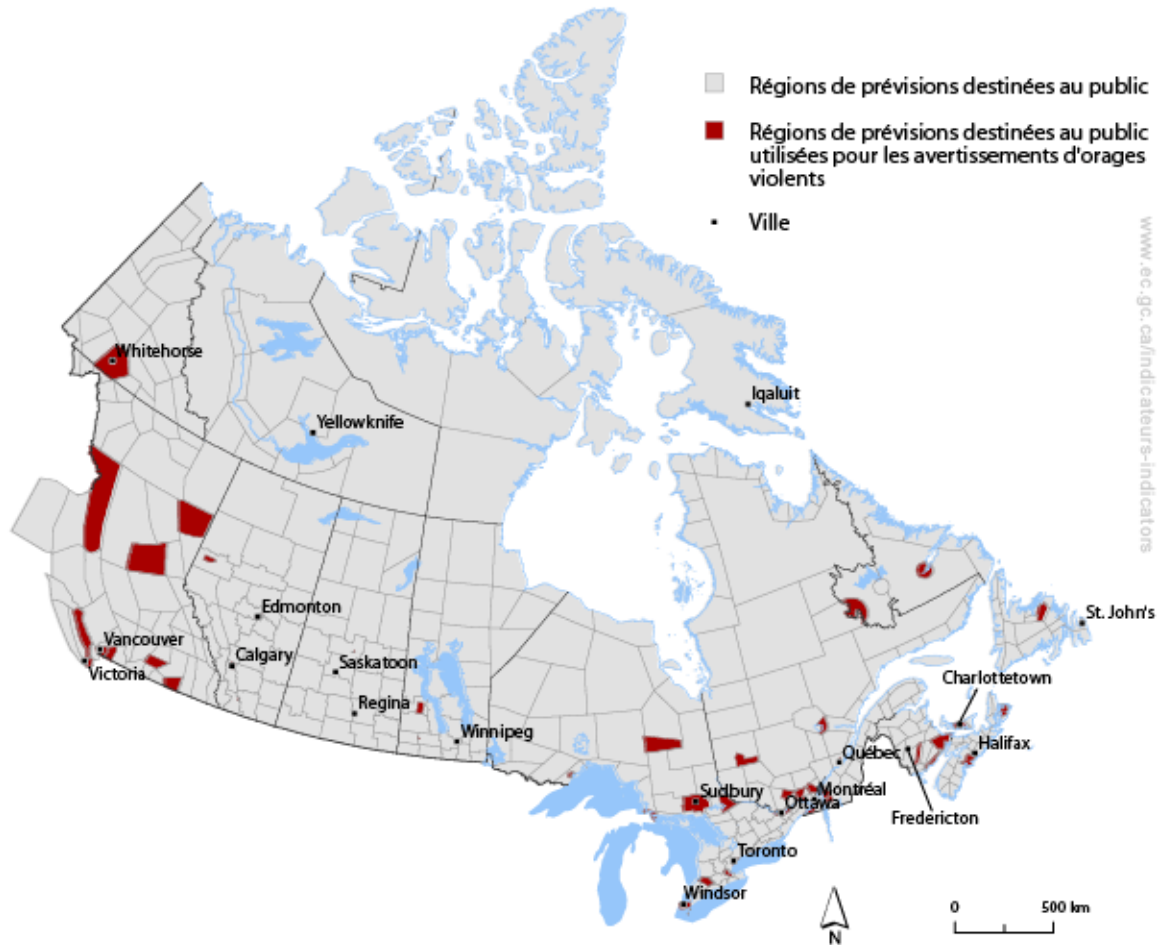 Régions de prévisions destinées au public
Régions de prévisions destinées au public
utilisées pour les avertissements d'orages
violents
Ville
www.ec.gc.ca/indicateurs-indicators
Whitehorse
Iqaluit
Yellowknife
Edmonton
St. John's
Vancouver
Calgary
Saskatoon
Victoria
Charlottetown
Regina
Winnipeg
Québec
Halifax
Sudbury
Montréal
Ottawa
Fredericton
Toronto
Windsor
0 500 km
N